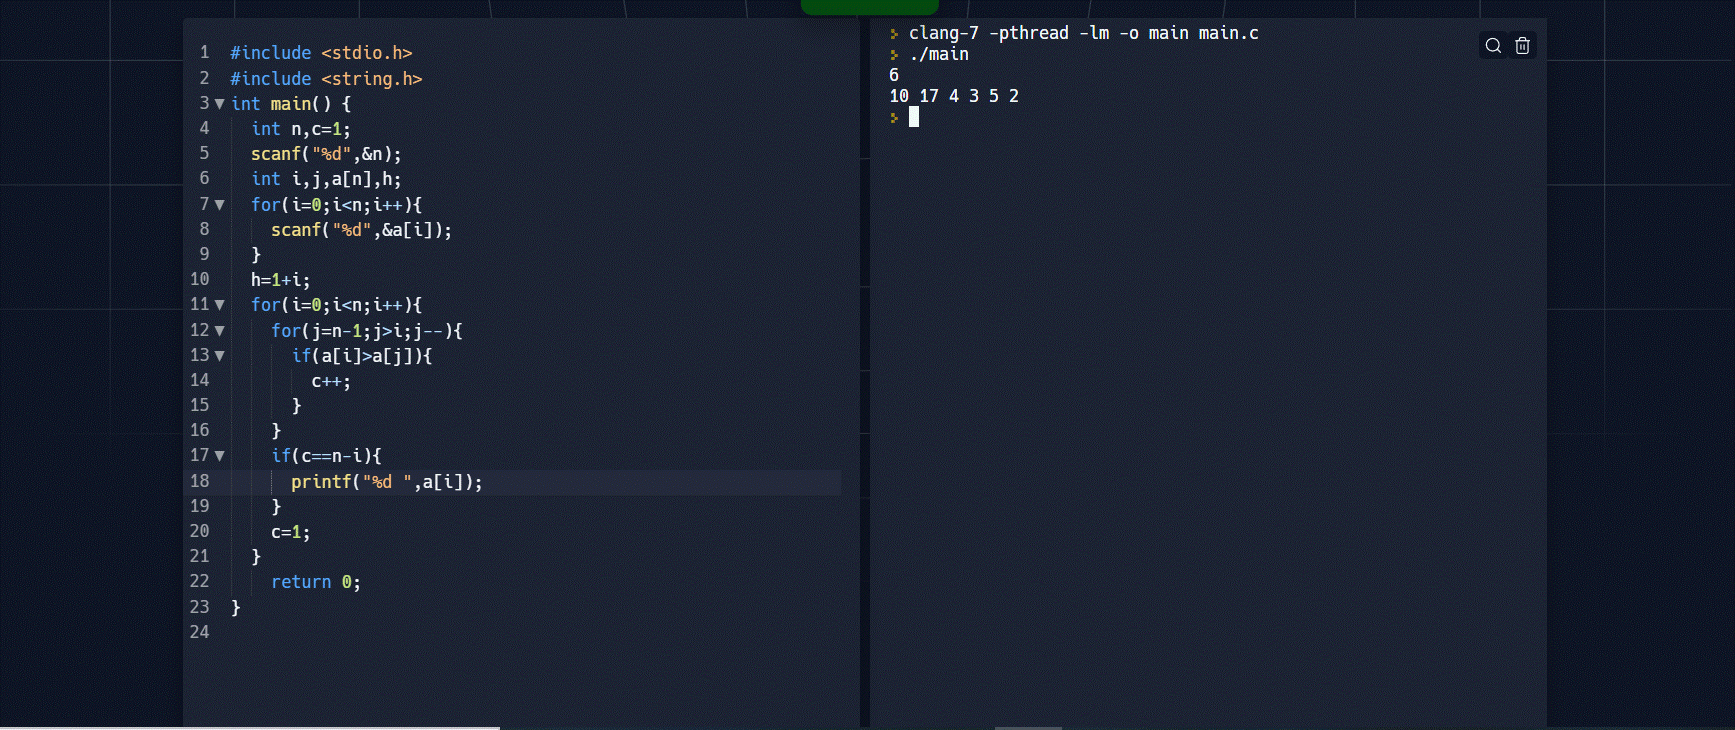 1 #include <stdio.h>
2 #include <string.h>
3 int main() {
4 int n,c=1;
5 scanf("%d",&n);
6 int i,j,a[n],h;
7 for(i=0;i<n;i++){
8 scanf("%d",&a[i]);
9 }
10 h=1+i;
11 for(i=0;i<n;i++){
12 for(j=n-1;j>i;j--){
13 if(a[i]>a[j]){
14 c++;
15 }
16 }
17 if(c==n-i){
18 printf("%d ",a[i]);
19 }
20 c=1;
21 }
22 return 0;
23 }
24
clang-7 -pthread -lm -o main main.c
./main
6
10 17 4 3 5 2